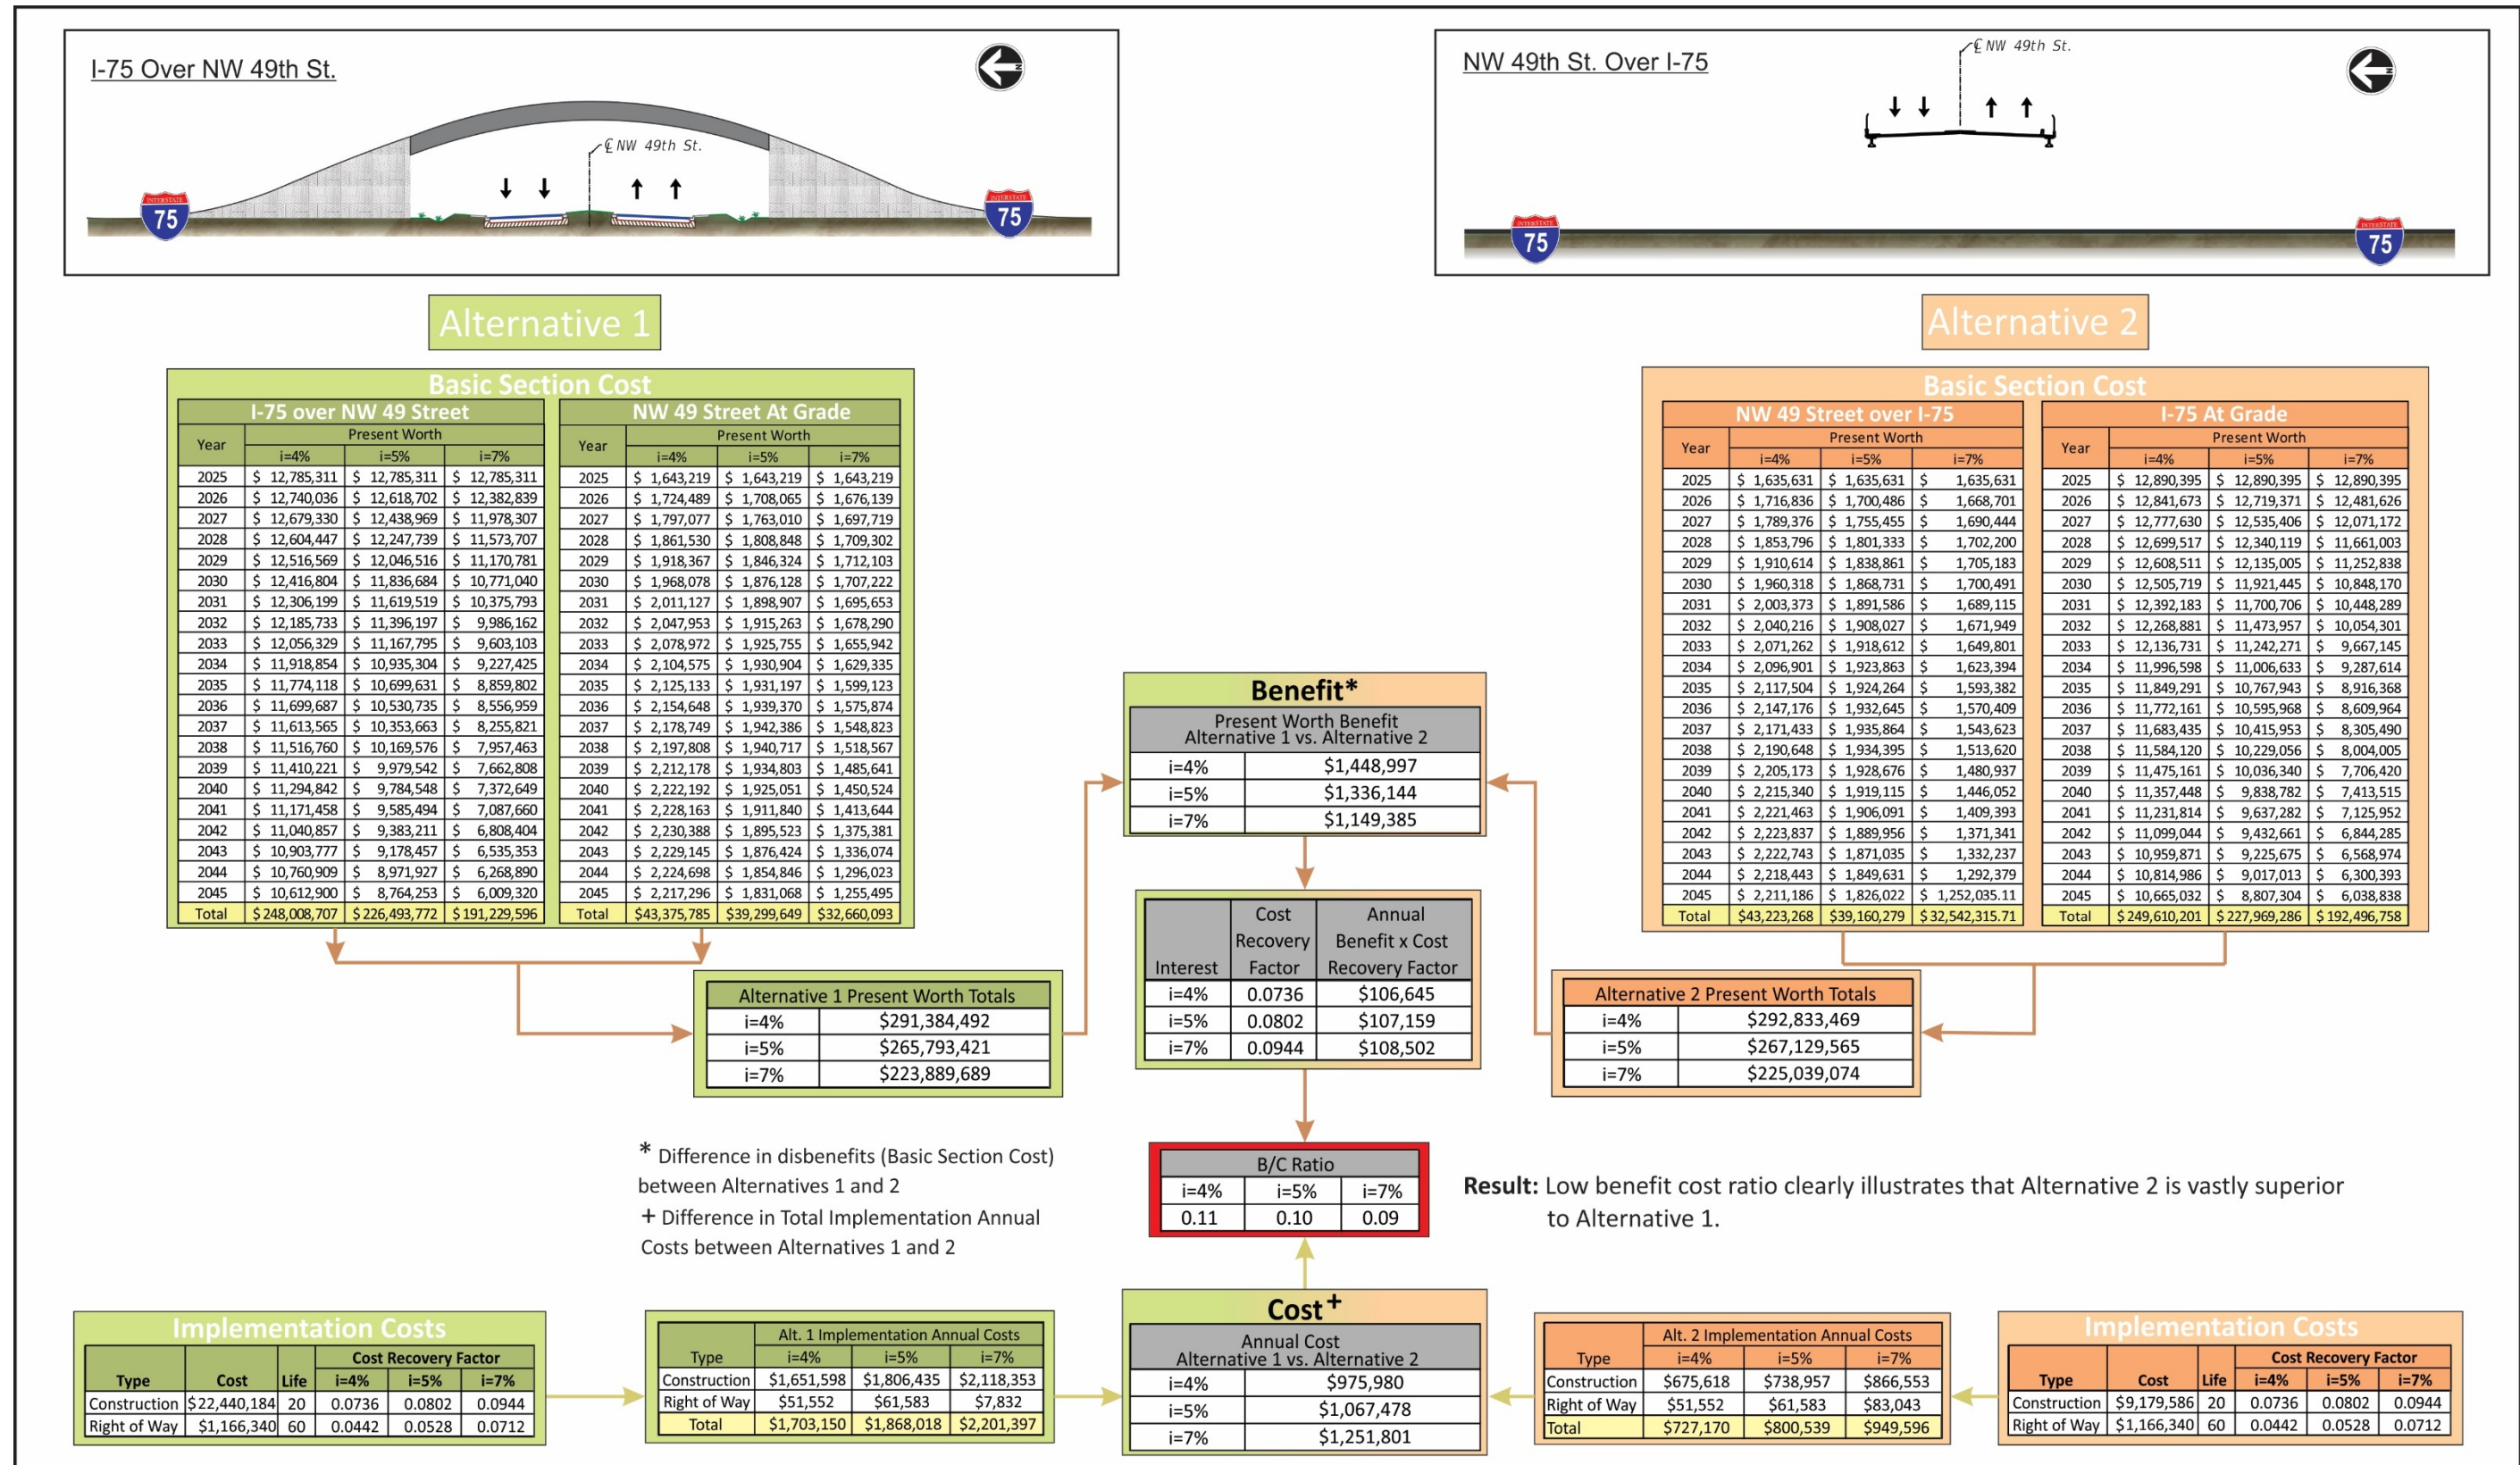 I-75 Over NW 49th St.
N
℄ NW 49th St.
INTERSTATE 75
INTERSTATE 75
NW 49th St. Over I-75
N
℄ NW 49th St.
INTERSTATE 75
INTERSTATE 75
Alternative 1
Alternative 2
Basic Section Cost
I-75 over NW 49 Street
Year Present Worth
i=4% i=5% i=7%
2025 $ 12,785,311 $ 12,785,311 $ 12,785,311
2026 $ 12,740,036 $ 12,618,702 $ 12,382,839
2027 $ 12,679,330 $ 12,438,969 $ 11,978,307
2028 $ 12,604,447 $ 12,247,739 $ 11,573,707
2029 $ 12,516,569 $ 12,046,516 $ 11,170,781
2030 $ 12,416,804 $ 11,836,684 $ 10,771,040
2031 $ 12,306,199 $ 11,619,519 $ 10,375,793
2032 $ 12,185,733 $ 11,396,197 $ 9,986,162
2033 $ 12,056,329 $ 11,167,795 $ 9,603,103
2034 $ 11,918,854 $ 10,935,304 $ 9,227,425
2035 $ 11,774,118 $ 10,699,631 $ 8,859,802
2036 $ 11,699,687 $ 10,530,735 $ 8,556,959
2037 $ 11,613,565 $ 10,353,663 $ 8,255,821
2038 $ 11,516,760 $ 10,169,576 $ 7,957,463
2039 $ 11,410,221 $ 9,979,542 $ 7,662,808
2040 $ 11,294,842 $ 9,784,548 $ 7,372,649
2041 $ 11,171,458 $ 9,585,494 $ 7,087,660
2042 $ 11,040,857 $ 9,383,211 $ 6,808,404
2043 $ 10,903,777 $ 9,178,457 $ 6,535,353
2044 $ 10,760,909 $ 8,971,927 $ 6,268,890
2045 $ 10,612,900 $ 8,764,253 $ 6,009,320
Total $ 248,008,707 $ 226,493,772 $ 191,229,596
NW 49 Street At Grade
Year Present Worth
i=4% i=5% i=7%
2025 $ 1,643,219 $ 1,643,219 $ 1,643,219
2026 $ 1,724,489 $ 1,708,065 $ 1,676,139
2027 $ 1,797,077 $ 1,763,010 $ 1,697,719
2028 $ 1,861,530 $ 1,808,848 $ 1,709,302
2029 $ 1,918,367 $ 1,846,324 $ 1,712,103
2030 $ 1,968,078 $ 1,876,128 $ 1,707,222
2031 $ 2,011,127 $ 1,898,907 $ 1,695,653
2032 $ 2,047,953 $ 1,915,263 $ 1,678,290
2033 $ 2,078,972 $ 1,925,755 $ 1,655,942
2034 $ 2,104,575 $ 1,930,904 $ 1,629,335
2035 $ 2,125,133 $ 1,931,197 $ 1,599,123
2036 $ 2,154,648 $ 1,939,370 $ 1,575,874
2037 $ 2,178,749 $ 1,942,386 $ 1,548,823
2038 $ 2,197,808 $ 1,940,717 $ 1,518,567
2039 $ 2,212,178 $ 1,934,803 $ 1,485,641
2040 $ 2,222,192 $ 1,925,051 $ 1,450,524
2041 $ 2,228,163 $ 1,911,840 $ 1,413,644
2042 $ 2,230,388 $ 1,895,523 $ 1,375,381
2043 $ 2,229,145 $ 1,876,424 $ 1,336,074
2044 $ 2,224,698 $ 1,854,846 $ 1,296,023
2045 $ 2,217,296 $ 1,831,068 $ 1,255,495
Total $43,375,785 $39,299,649 $32,660,093
Basic Section Cost
NW 49 Street over I-75
Year Present Worth
i=4% i=5% i=7%
2025 $ 1,635,631 $ 1,635,631 $ 1,635,631
2026 $ 1,716,836 $ 1,700,486 $ 1,668,701
2027 $ 1,789,376 $ 1,755,455 $ 1,690,444
2028 $ 1,853,796 $ 1,801,333 $ 1,702,200
2029 $ 1,910,614 $ 1,838,861 $ 1,705,183
2030 $ 1,960,318 $ 1,868,731 $ 1,700,491
2031 $ 2,003,373 $ 1,891,586 $ 1,689,115
2032 $ 2,040,216 $ 1,908,027 $ 1,671,949
2033 $ 2,071,262 $ 1,918,612 $ 1,649,801
2034 $ 2,096,901 $ 1,923,863 $ 1,623,394
2035 $ 2,117,504 $ 1,924,264 $ 1,593,382
2036 $ 2,147,176 $ 1,932,645 $ 1,570,409
2037 $ 2,171,433 $ 1,935,864 $ 1,543,623
2038 $ 2,190,648 $ 1,934,395 $ 1,513,620
2039 $ 2,205,173 $ 1,928,676 $ 1,480,937
2040 $ 2,215,340 $ 1,919,115 $ 1,446,052
2041 $ 2,221,463 $ 1,906,091 $ 1,409,393
2042 $ 2,223,837 $ 1,889,956 $ 1,371,341
2043 $ 2,222,743 $ 1,871,035 $ 1,332,237
2044 $ 2,218,443 $ 1,849,631 $ 1,292,379
2045 $ 2,211,186 $ 1,826,022 $ 1,252,035.11
Total $43,223,268 $39,160,279 $ 32,542,315.71
I-75 At Grade
Year Present Worth
i=4% i=5% i=7%
2025 $ 12,890,395 $ 12,890,395 $ 12,890,395
2026 $ 12,841,673 $ 12,719,371 $ 12,481,626
2027 $ 12,777,630 $ 12,535,406 $ 12,071,172
2028 $ 12,699,517 $ 12,340,119 $ 11,661,003
2029 $ 12,608,511 $ 12,135,005 $ 11,252,838
2030 $ 12,505,719 $ 11,921,445 $ 10,848,170
2031 $ 12,392,183 $ 11,700,706 $ 10,448,289
2032 $ 12,268,881 $ 11,473,957 $ 10,054,301
2033 $ 12,136,731 $ 11,242,271 $ 9,667,145
2034 $ 11,996,598 $ 11,006,633 $ 9,287,614
2035 $ 11,849,291 $ 10,767,943 $ 8,916,368
2036 $ 11,772,161 $ 10,595,968 $ 8,609,964
2037 $ 11,683,435 $ 10,415,953 $ 8,305,490
2038 $ 11,584,120 $ 10,229,056 $ 8,004,005
2039 $ 11,475,161 $ 10,036,340 $ 7,706,420
2040 $ 11,357,448 $ 9,838,782 $ 7,413,515
2041 $ 11,231,814 $ 9,637,282 $ 7,125,952
2042 $ 11,099,044 $ 9,432,661 $ 6,844,285
2043 $ 10,959,871 $ 9,225,675 $ 6,568,974
2044 $ 10,814,986 $ 9,017,013 $ 6,300,393
2045 $ 10,665,032 $ 8,807,304 $ 6,038,838
Total $ 249,610,201 $ 227,969,286 $ 192,496,758
Benefit*
Present Worth Benefit
Alternative 1 vs. Alternative 2
i=4% $1,448,997
i=5% $1,336,144
i=7% $1,149,385
Interest Cost Recovery Factor Annual Benefit x Cost Recovery Factor
i=4% 0.0736 $106,645
i=5% 0.0802 $107,159
i=7% 0.0944 $108,502
Alternative 1 Present Worth Totals
i=4% $291,384,492
i=5% $265,793,421
i=7% $223,889,689
Alternative 2 Present Worth Totals
i=4% $292,833,469
i=5% $267,129,565
i=7% $225,039,074
* Difference in disbenefits (Basic Section Cost)
between Alternatives 1 and 2
+ Difference in Total Implementation Annual
Costs between Alternatives 1 and 2
B/C Ratio
i=4% i=5% i=7%
0.11 0.10 0.09
Result: Low benefit cost ratio clearly illustrates that Alternative 2 is vastly superior
to Alternative 1.
Implementation Costs
Type Cost Life Cost Recovery Factor
i=4% i=5% i=7%
Construction $22,440,184 20 0.0736 0.0802 0.0944
Right of Way $1,166,340 60 0.0442 0.0528 0.0712
Type Alt. 1 Implementation Annual Costs
i=4% i=5% i=7%
Construction $1,651,598 $1,806,435 $2,118,353
Right of Way $51,552 $61,583 $7,832
Total $1,703,150 $1,868,018 $2,201,397
Cost+
Annual Cost
Alternative 1 vs. Alternative 2
i=4% $975,980
i=5% $1,067,478
i=7% $1,251,801
Type Alt. 2 Implementation Annual Costs
i=4% i=5% i=7%
Construction $675,618 $738,957 $866,553
Right of Way $51,552 $61,583 $83,043
Total $727,170 $800,539 $949,596
Implementation Costs
Type Cost Life Cost Recovery Factor
i=4% i=5% i=7%
Construction $9,179,586 20 0.0736 0.0802 0.0944
Right of Way $1,166,340 60 0.0442 0.0528 0.0712